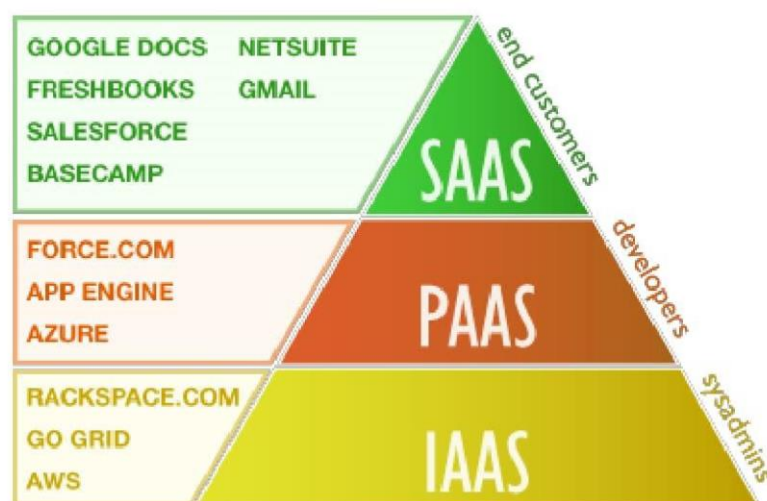 GOOGLE DOCS NETSUITE
FRESHBOOKS GMAIL
SALESFORCE
BASECAMP
SAAS
end customers
FORCE.COM
APP ENGINE
AZURE
PAAS
developers
RACKSPACE.COM
GO GRID
AWS
IAAS
sysadmins